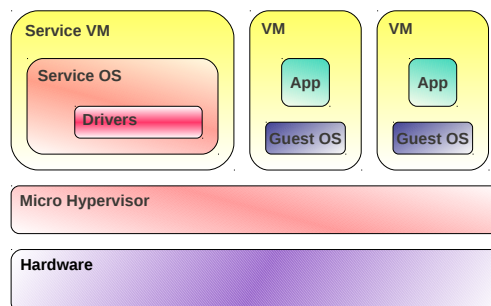 Service VM
Service OS
Drivers
VM
App
Guest OS
VM
App
Guest OS
Micro Hypervisor
Hardware